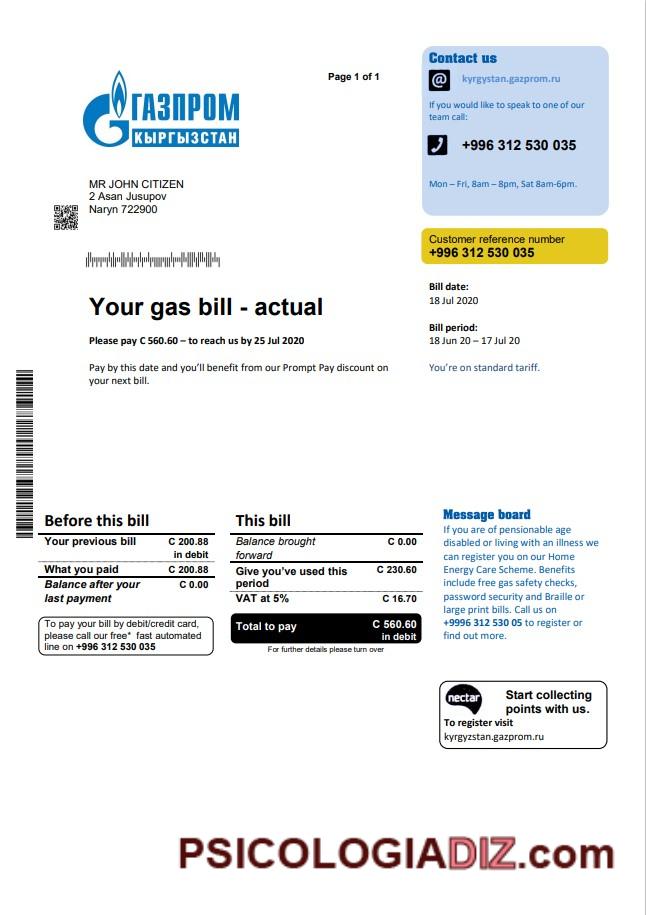 Page 1 of 1
ГАЗПРОМ
КЫРГЫЗСТАН
MR JOHN CITIZEN
2 Asan Jusupov
Naryn 722900
Contact us
@ kyrgystan.gazprom.ru
If you would like to speak to one of our
team call:
+996 312 530 035
Mon – Fri, 8am – 8pm, Sat 8am-6pm.
Customer reference number
+996 312 530 035
Bill date:
18 Jul 2020
Bill period:
18 Jun 20 – 17 Jul 20
You're on standard tariff.
Your gas bill - actual
Please pay C 560.60 – to reach us by 25 Jul 2020
Pay by this date and you'll benefit from our Prompt Pay discount on
your next bill.
Before this bill
Your previous bill C 200.88
in debit
What you paid C 200.88
Balance after your C 0.00
last payment
To pay your bill by debit/credit card,
please call our free* fast automated
line on +996 312 530 035
This bill
Balance brought C 0.00
forward
Give you've used this C 230.60
period
VAT at 5% C 16.70
Total to pay C 560.60
in debit
For further details please turn over
Message board
If you are of pensionable age
disabled or living with an illness we
can register you on our Home
Energy Care Scheme. Benefits
include free gas safety checks,
password security and Braille or
large print bills. Call us on
+9996 312 530 05 to register or
find out more.
nectar
Start collecting
points with us.
To register visit
kyrgyzstan.gazprom.ru
PSICOLOGIADIZ.com